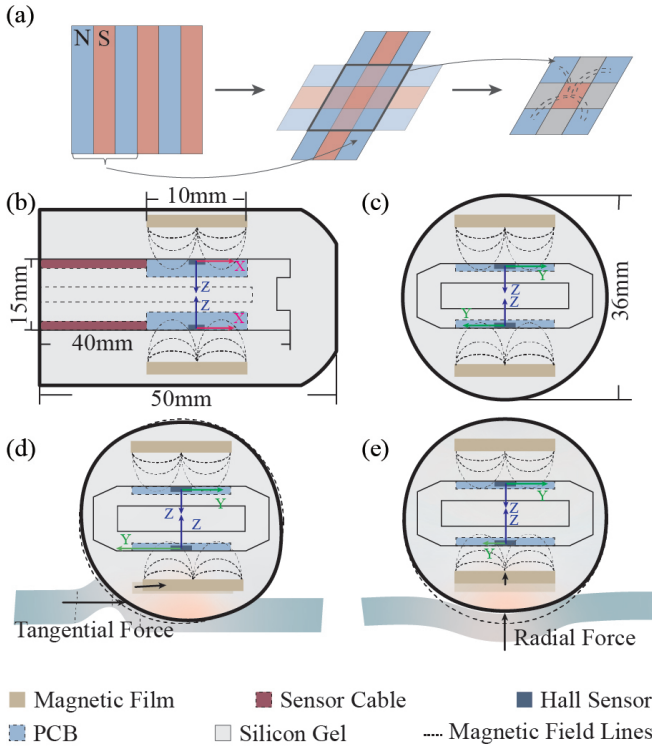 (a)
N S
(b)
10mm
X
Z
Z
X
15mm
40mm
50mm
(c)
Y
Z
Z
Y
36mm
(d)
Y
Z
Z
Y
Tangential Force
(e)
Y
Z
Z
Y
Radial Force
Magnetic Film
Sensor Cable
Hall Sensor
PCB
Silicon Gel
Magnetic Field Lines